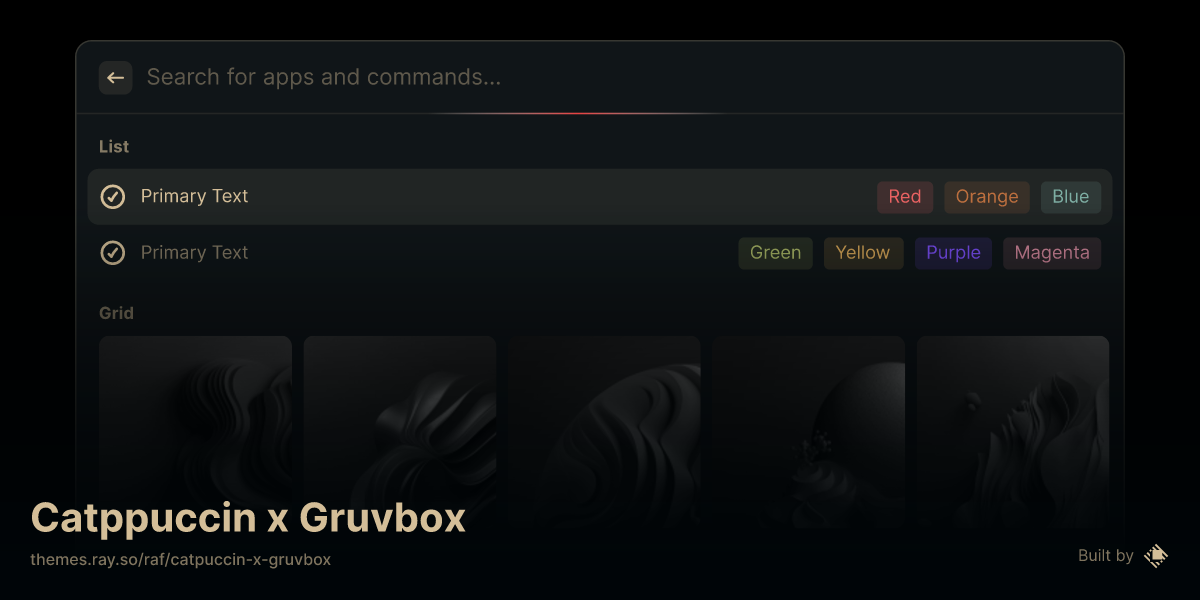 Search for apps and commands...
List
Primary Text Red Orange Blue
Primary Text Green Yellow Purple Magenta
Grid
Catppuccin x Gruvbox
themes.ray.so/raf/catpuccin-x-gruvbox
Built by